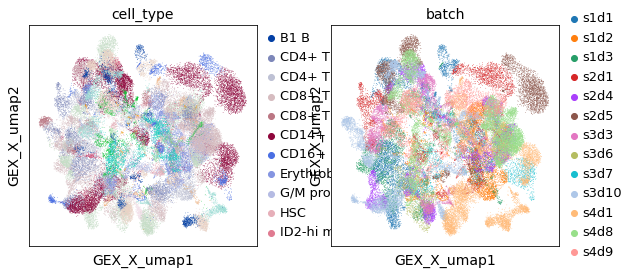 cell_type
GEX_X_umap2
GEX_X_umap1
B1 B
CD4+ T
CD4+ T
CD8+ T
CD8+ T
CD14+
CD16+
Erythrob
G/M pro
HSC
ID2-hi m
batch
GEX_X_umap2
GEX_X_umap1
s1d1
s1d2
s1d3
s2d1
s2d4
s2d5
s3d3
s3d6
s3d7
s3d10
s4d1
s4d8
s4d9